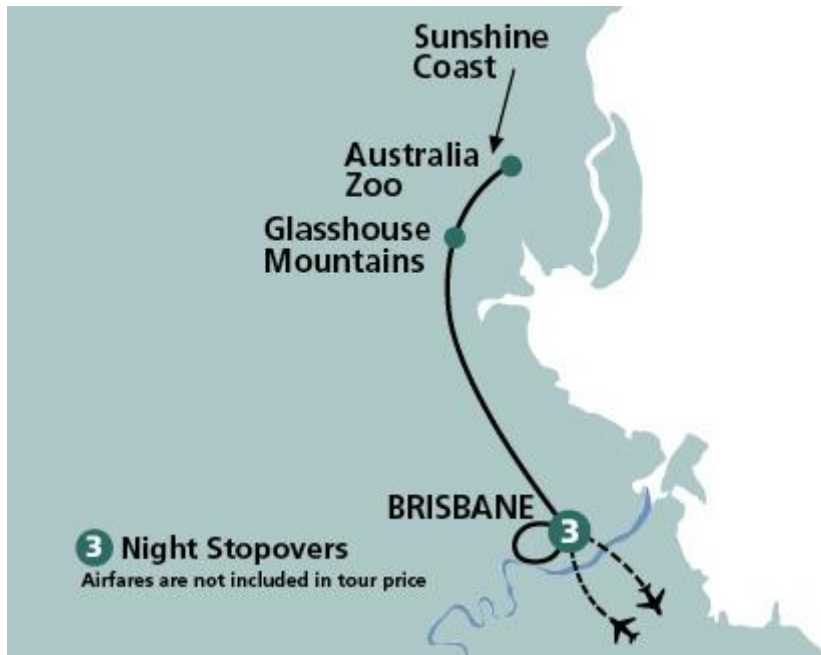 Sunshine
Coast
Australia
Zoo
Glasshouse
Mountains
BRISBANE
3
3 Night Stopovers
Airfares are not included in tour price